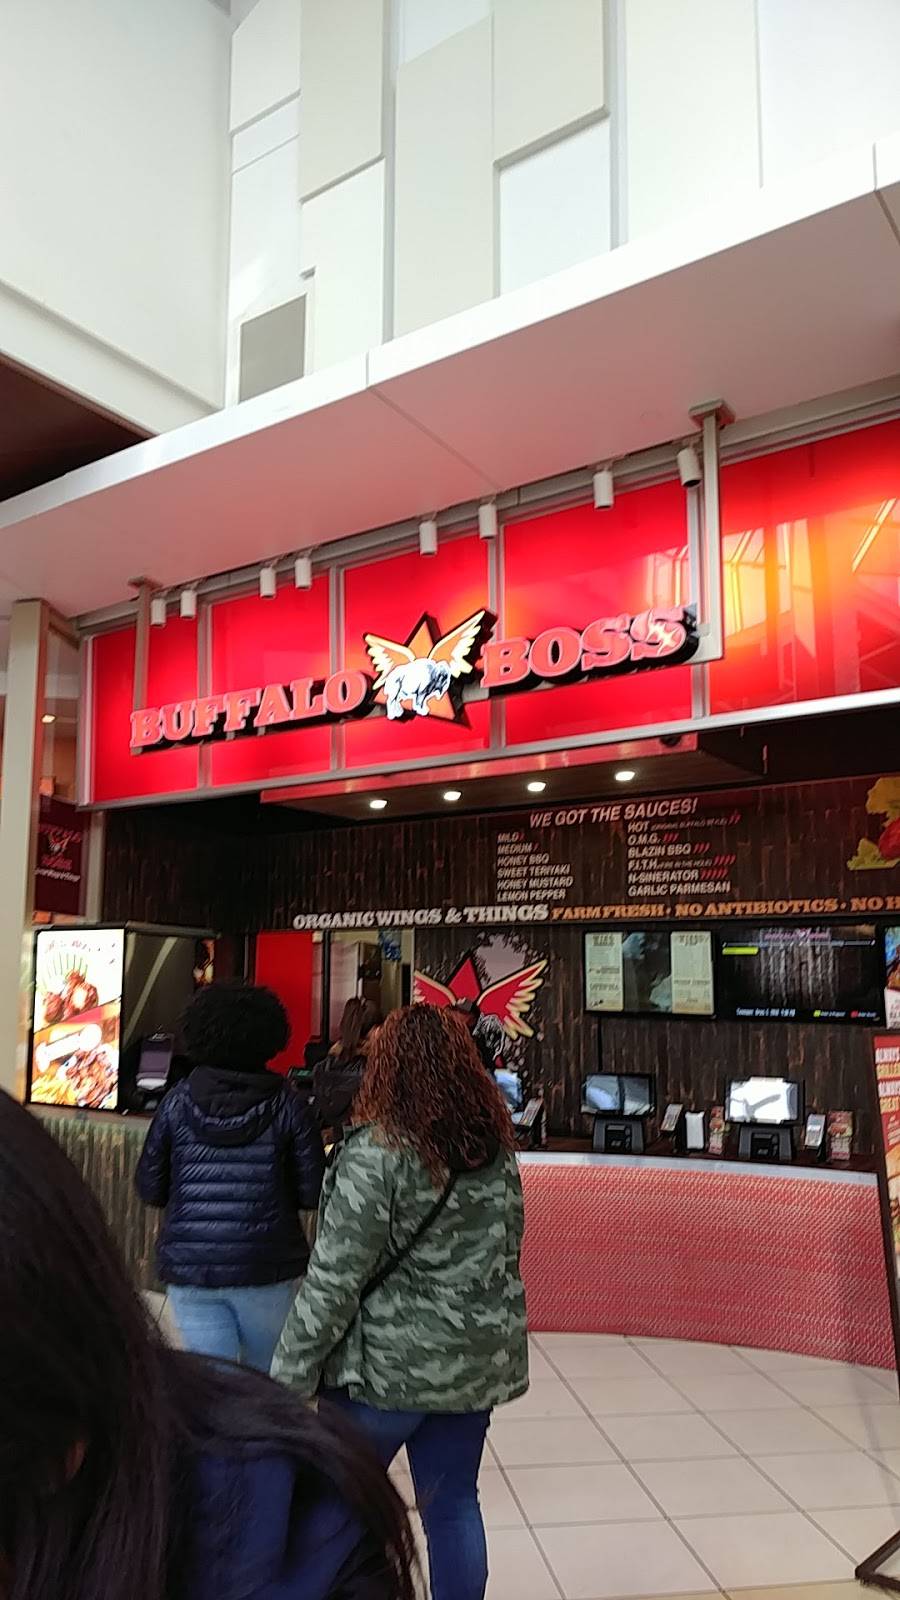 BUFFALO BOSS
WE GOT THE SAUCES!
MILD
MEDIUM
HONEY BBQ
SWEET TERIYAKI
HONEY MUSTARD
LEMON PEPPER
HOT
O.M.G.
BLAZIN BBQ
F.I.T.H.
N-SINERATOR
GARLIC PARMESAN
ORGANIC WINGS & THINGS FARM FRESH · NO ANTIBIOTICS · NO H